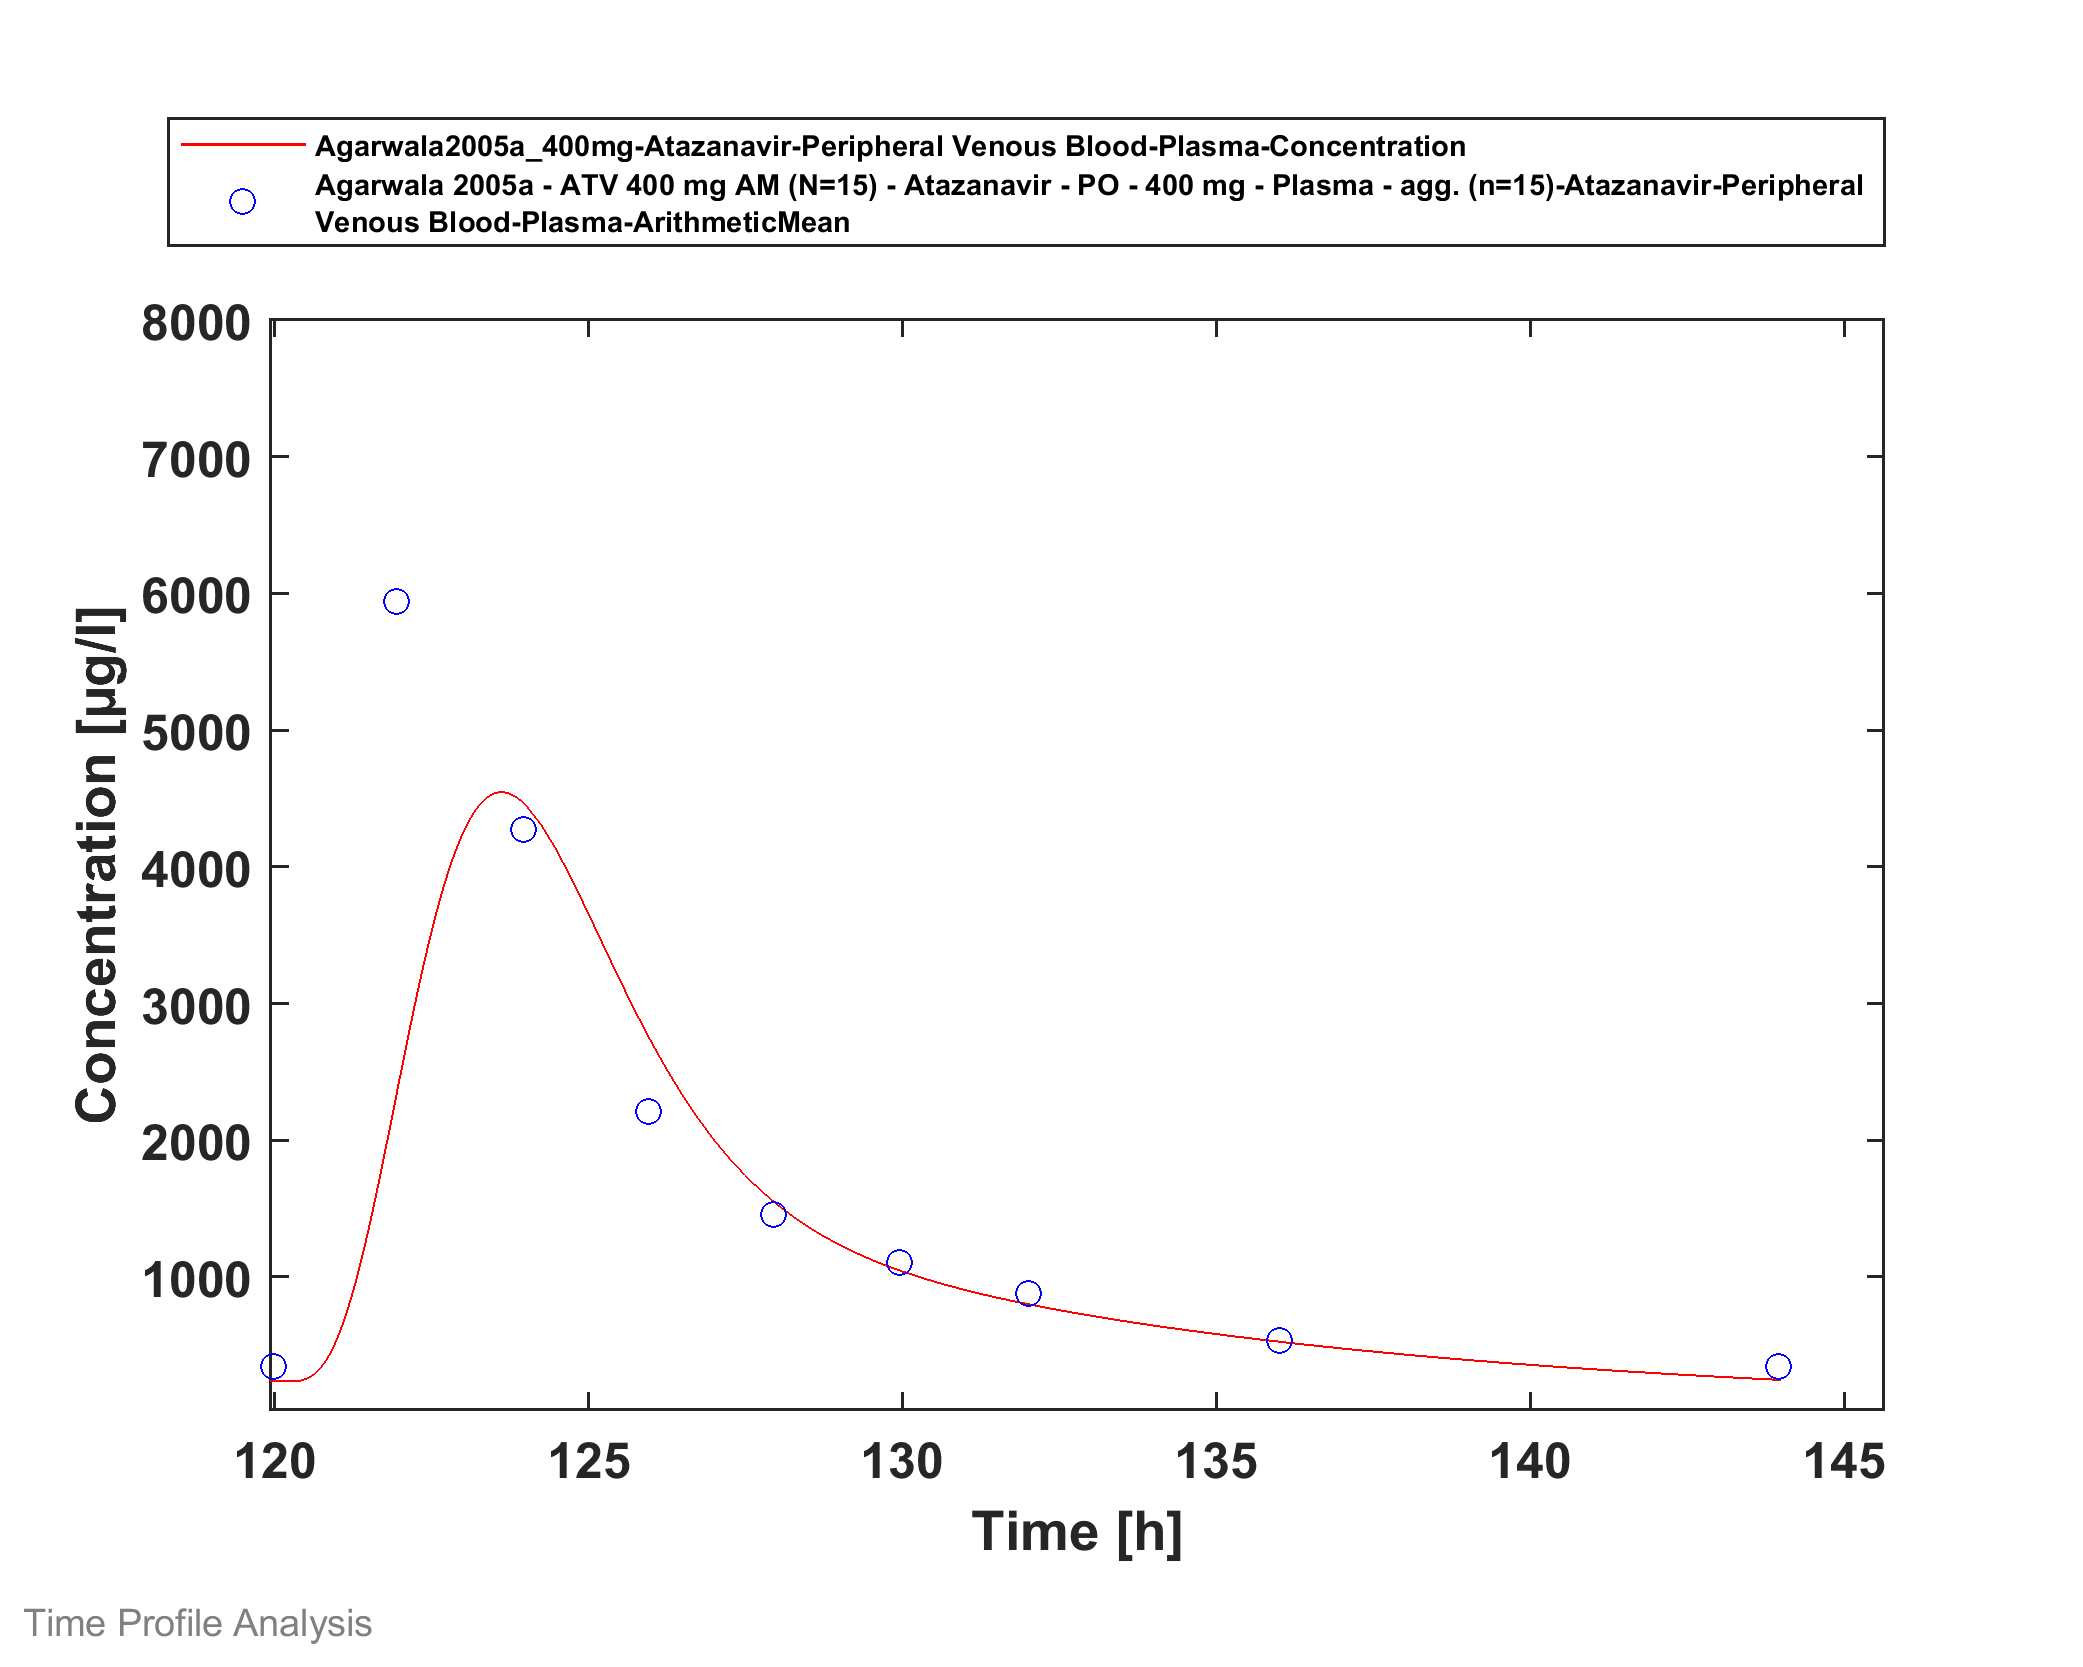 Agarwala2005a_400mg-Atazanavir-Peripheral Venous Blood-Plasma-Concentration
Agarwala 2005a - ATV 400 mg AM (N=15) - Atazanavir - PO - 400 mg - Plasma - agg. (n=15)-Atazanavir-Peripheral
Venous Blood-Plasma-ArithmeticMean
8000
7000
6000
5000
4000
3000
2000
1000
Concentration [µg/l]
120 125 130 135 140 145
Time [h]
Time Profile Analysis